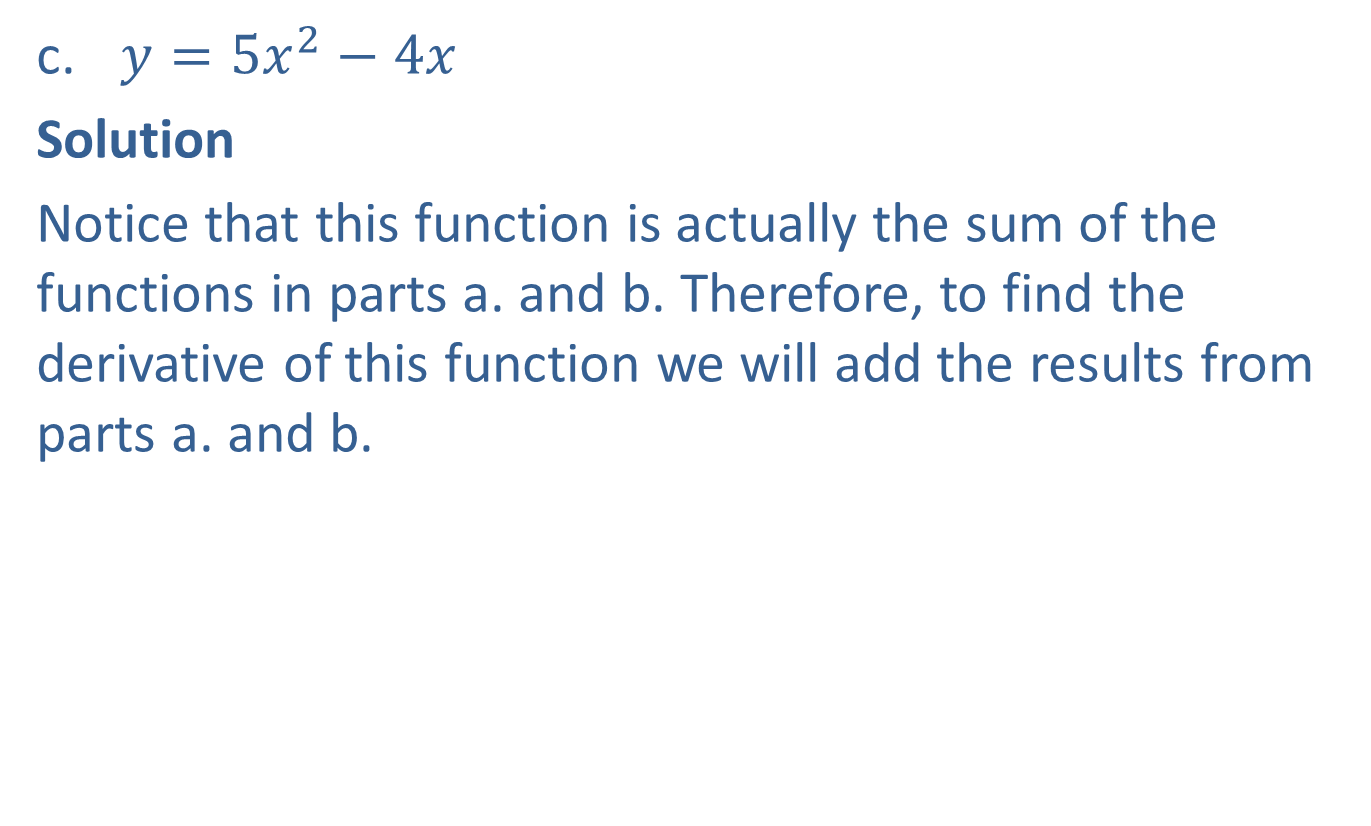 c. y = 5x² − 4x
Solution
Notice that this function is actually the sum of the
functions in parts a. and b. Therefore, to find the
derivative of this function we will add the results from
parts a. and b.